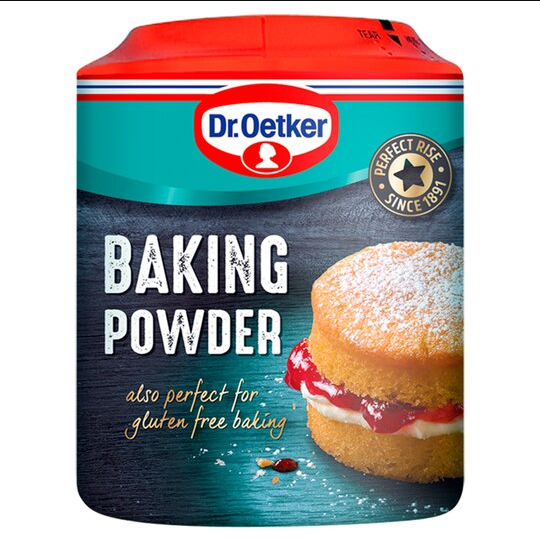 TEAR
Dr.Oetker
PERFECT RISE
SINCE 1891
BAKING
POWDER
also perfect for
gluten free baking